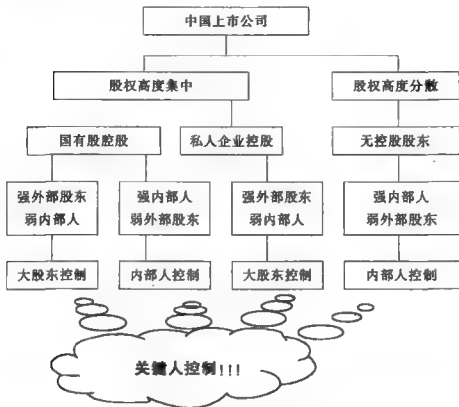 中国上市公司
股权高度集中
股权高度分散
国有股控股
私人企业控股
无控股股东
强外部股东
弱内部人
强内部人
弱外部股东
强外部股东
弱内部人
强内部人
弱外部股东
大股东控制
内部人控制
大股东控制
内部人控制
关键人控制!!!